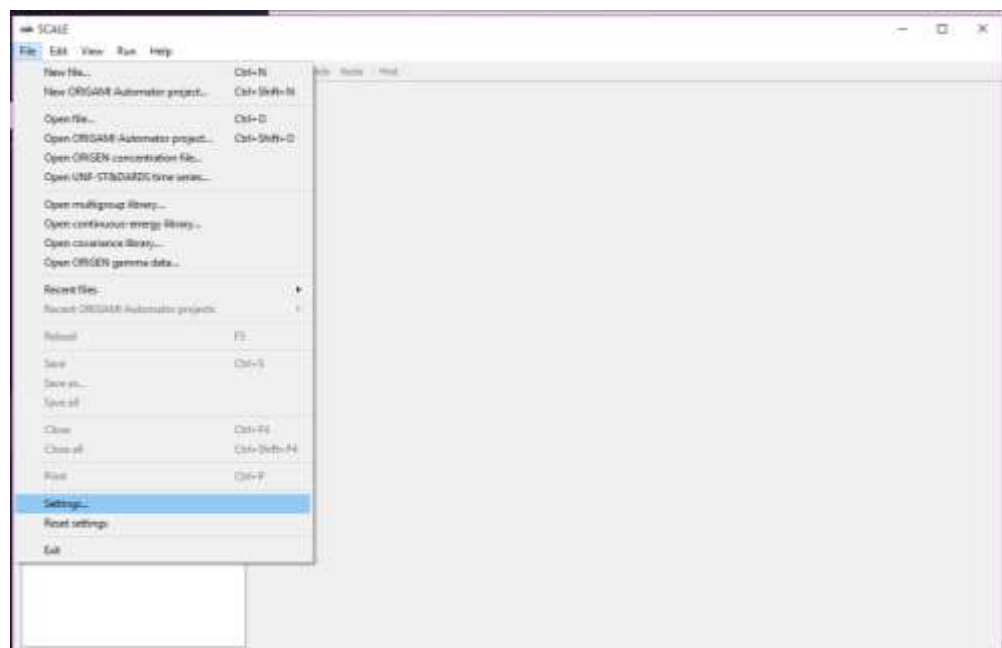 SCALE
File Edit View Run Help
New file... Ctrl+N
New ORIGAMI Automator project... Ctrl+Shift+N
Open file... Ctrl+O
Open ORIGAMI Automator project... Ctrl+Shift+O
Open ORIGEN concentration file...
Open UNF-ST&DARDS time series...
Open multigroup library...
Open continuous-energy library...
Open covariance library...
Open ORIGEN gamma data...
Recent files
Recent ORIGAMI Automator projects
Reload F5
Save Ctrl+S
Save as...
Save all
Close Ctrl+F4
Close all Ctrl+Shift+F4
Print Ctrl+P
Settings...
Reset settings
Exit